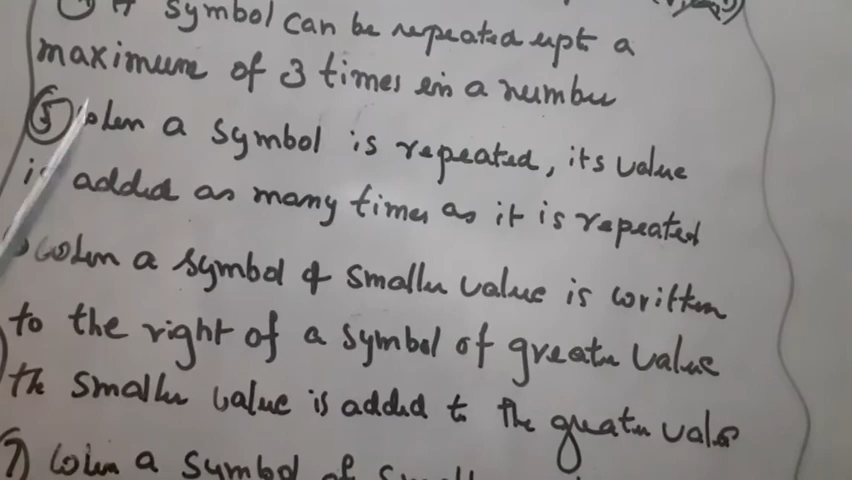 ④ A symbol can be repeated upto a
maximum of 3 times in a number
⑤ When a symbol is repeated, its value
is added as many times as it is repeated
when a symbol of smaller value is written
to the right of a symbol of greater value
the smaller value is added to the greater value
7) when a symbol of small